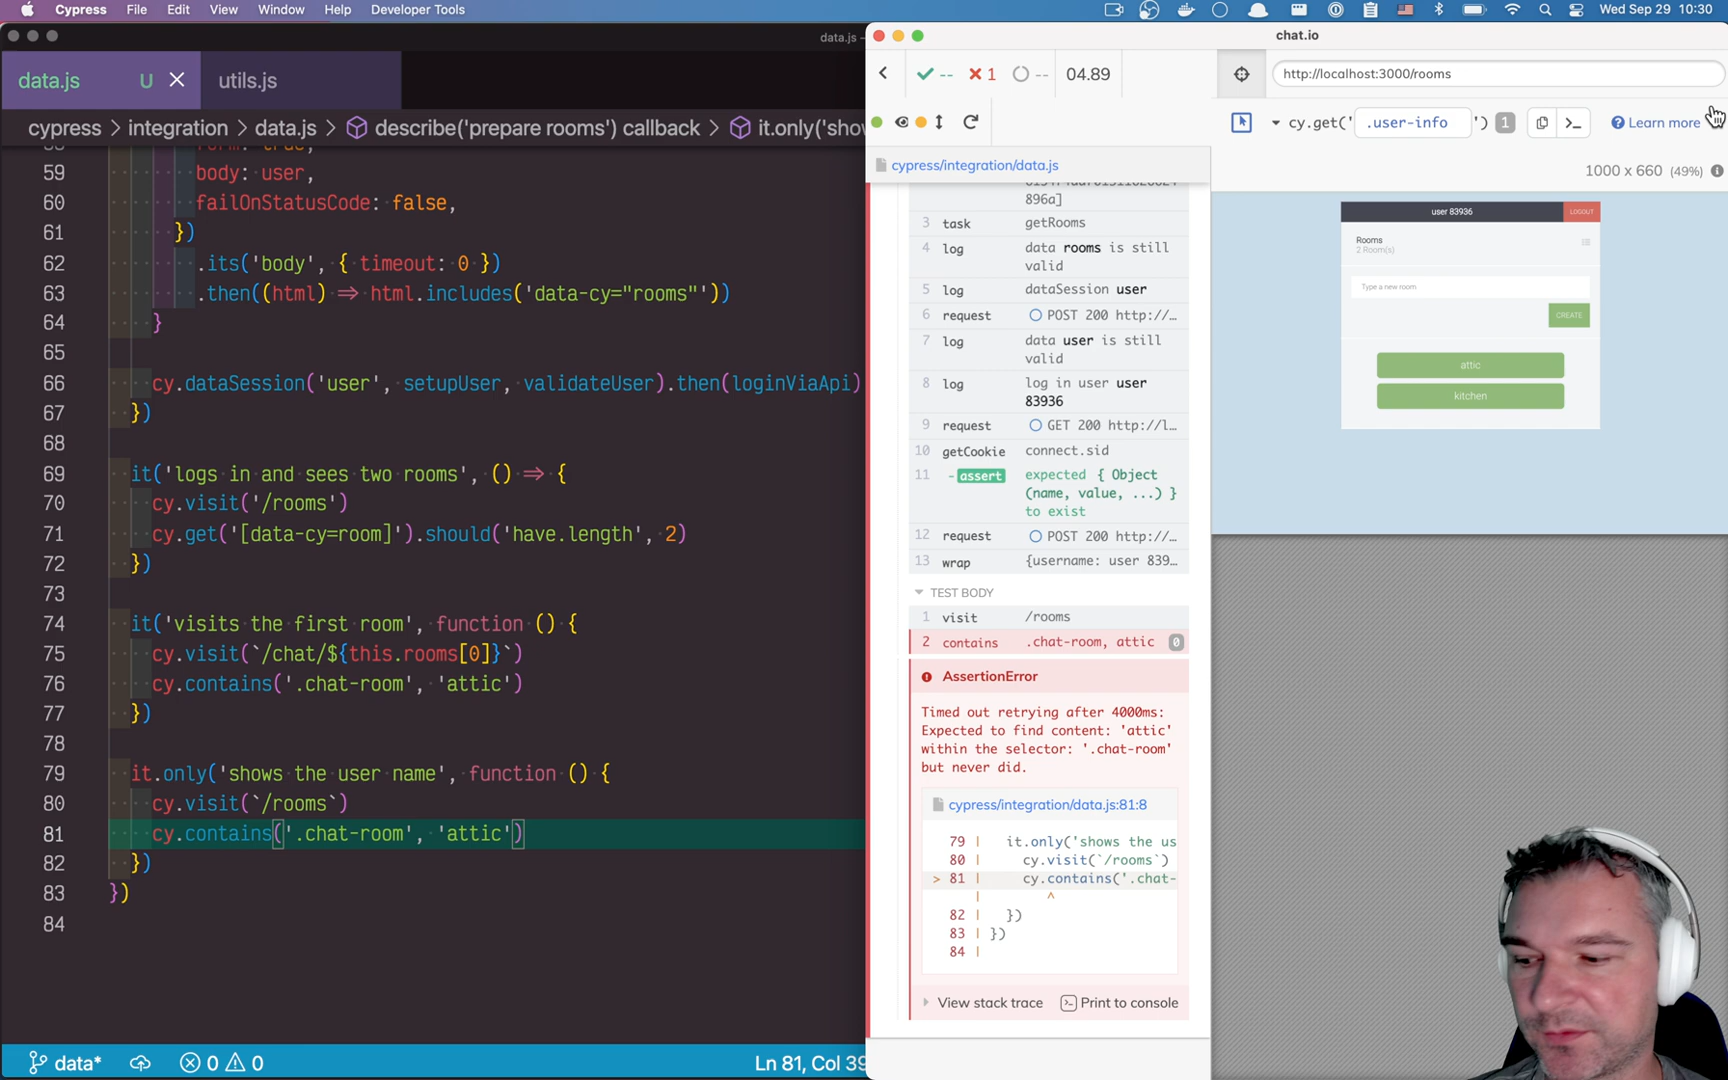 Cypress File Edit View Window Help Developer Tools
Wed Sep 29 10:30
data.js –
data.js U
utils.js
cypress > integration > data.js > describe('prepare rooms') callback > it.only('show
59 body: user,
60 failOnStatusCode: false,
61 })
62 .its('body', { timeout: 0 })
63 .then((html) ⇒ html.includes('data-cy="rooms"'))
64 }
65
66 cy.dataSession('user', setupUser, validateUser).then(loginViaApi)
67 })
68
69 it('logs in and sees two rooms', () ⇒ {
70 cy.visit('/rooms')
71 cy.get('[data-cy=room]').should('have.length', 2)
72 })
73
74 it('visits the first room', function () {
75 cy.visit(`/chat/${this.rooms[0]}`)
76 cy.contains('.chat-room', 'attic')
77 })
78
79 it.only('shows the user name', function () {
80 cy.visit(`/rooms`)
81 cy.contains('.chat-room', 'attic')
82 })
83 })
84
data* 0 0
Ln 81, Col 39
chat.io
-- 1 -- 04.89
cypress/integration/data.js
896a]
3 task getRooms
4 log data rooms is still
valid
5 log dataSession user
6 request POST 200 http://…
7 log data user is still
valid
8 log log in user user
83936
9 request GET 200 http://l…
10 getCookie connect.sid
11 -assert expected { Object
(name, value, ...) }
to exist
12 request POST 200 http://…
13 wrap {username: user 839…
TEST BODY
1 visit /rooms
2 contains .chat-room, attic 0
AssertionError
Timed out retrying after 4000ms:
Expected to find content: 'attic'
within the selector: '.chat-room'
but never did.
cypress/integration/data.js:81:8
79 | it.only('shows the us
80 | cy.visit(`/rooms`)
> 81 | cy.contains('.chat-
| ^
82 | })
83 | })
84 |
View stack trace
Print to console
http://localhost:3000/rooms
cy.get(' .user-info ') 1
Learn more
1000 x 660 (49%)
user 83936
LOGOUT
Rooms
2 Room(s)
Type a new room
CREATE
attic
kitchen